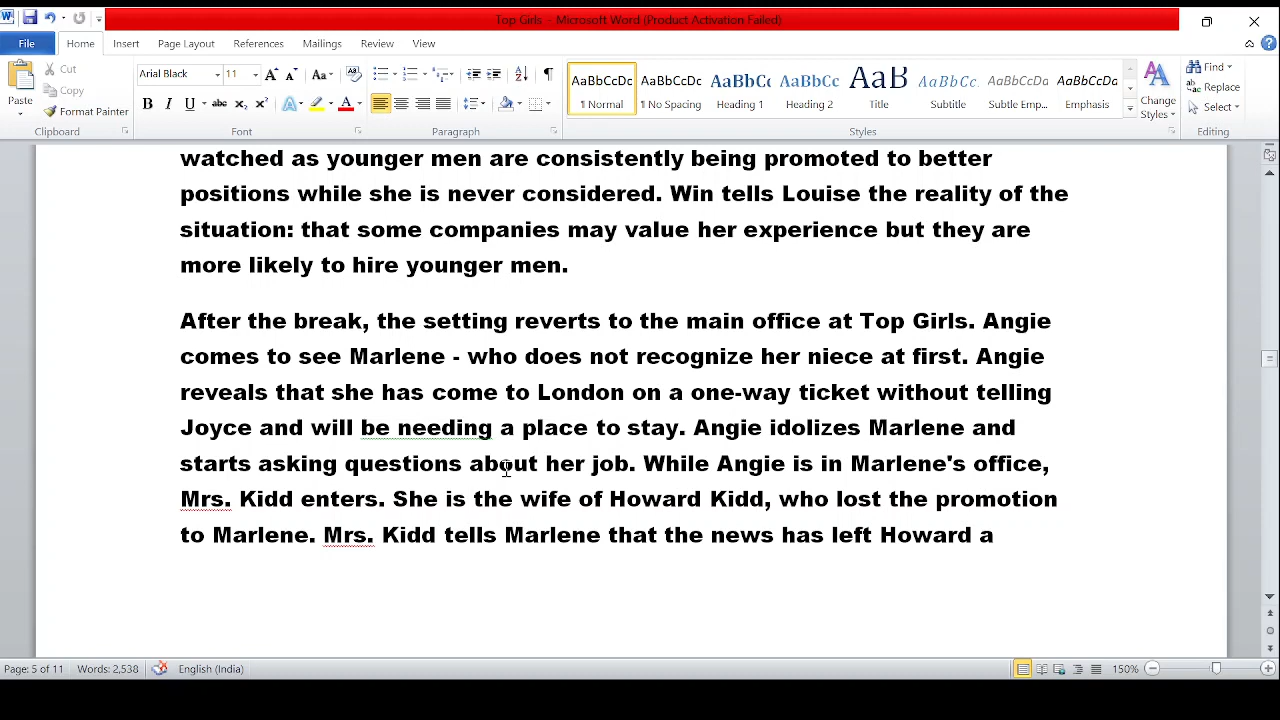 Top Girls - Microsoft Word (Product Activation Failed)
File Home Insert Page Layout References Mailings Review View
Paste Cut Copy Format Painter
Arial Black 11
AaBbCcDc AaBbCcDc AaBbCc AaBbCc AaB AaBbCc. AaBbCcDc AaBbCcDc
¶ Normal ¶ No Spacing Heading 1 Heading 2 Title Subtitle Subtle Em... Emphasis
Change Styles
Find Replace Select
Clipboard Font Paragraph Styles Editing
watched as younger men are consistently being promoted to better
positions while she is never considered. Win tells Louise the reality of the
situation: that some companies may value her experience but they are
more likely to hire younger men.
After the break, the setting reverts to the main office at Top Girls. Angie
comes to see Marlene - who does not recognize her niece at first. Angie
reveals that she has come to London on a one-way ticket without telling
Joyce and will be needing a place to stay. Angie idolizes Marlene and
starts asking questions about her job. While Angie is in Marlene's office,
Mrs. Kidd enters. She is the wife of Howard Kidd, who lost the promotion
to Marlene. Mrs. Kidd tells Marlene that the news has left Howard a
Page: 5 of 11 Words: 2,538 English (India) 150%